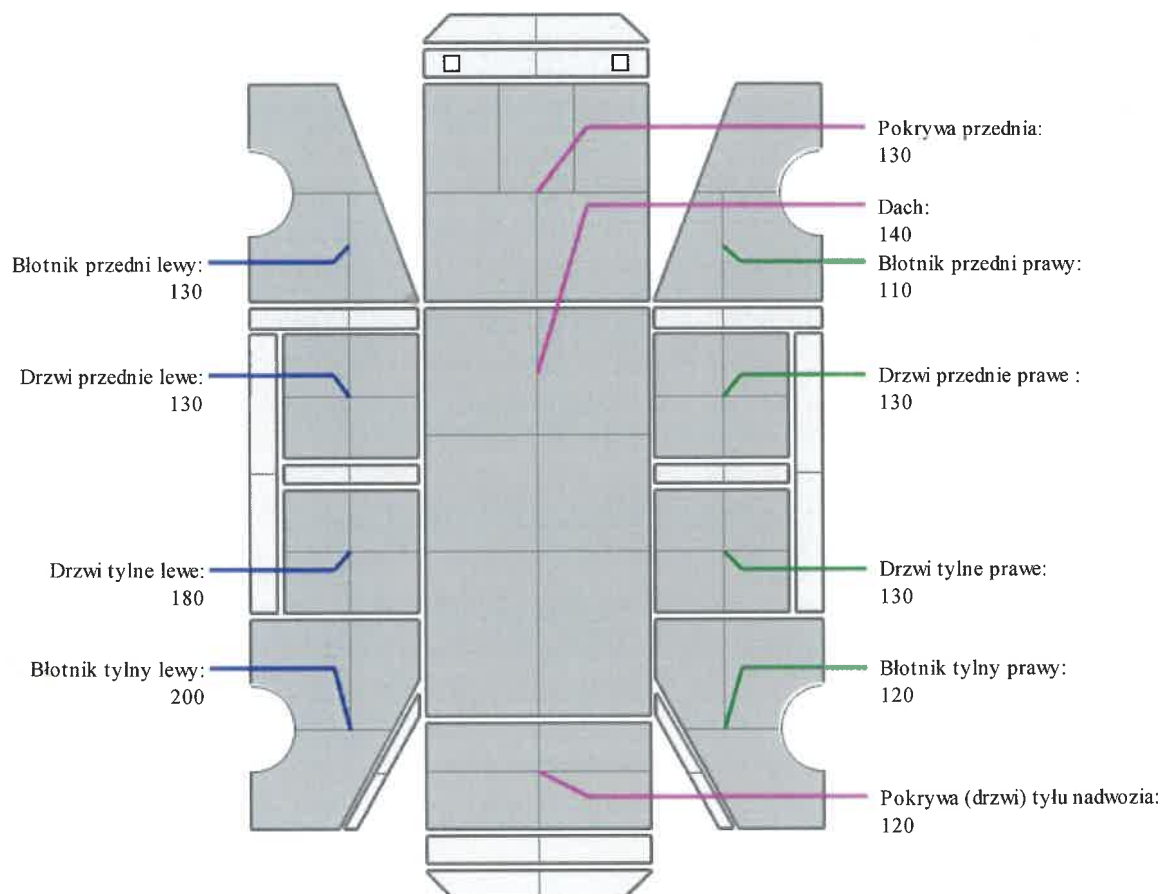 Pokrywa przednia:
130
Dach:
140
Błotnik przedni lewy:
130
Błotnik przedni prawy:
110
Drzwi przednie lewe:
130
Drzwi przednie prawe :
130
Drzwi tylne lewe:
180
Drzwi tylne prawe:
130
Błotnik tylny lewy:
200
Błotnik tylny prawy:
120
Pokrywa (drzwi) tyłu nadwozia:
120